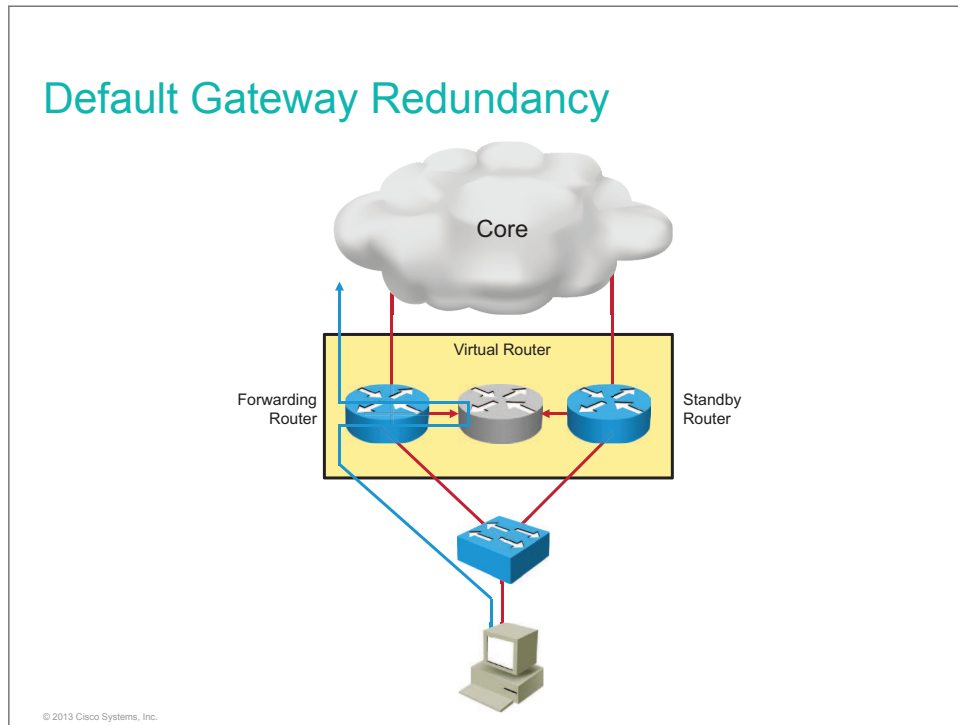 Default Gateway Redundancy
Core
Virtual Router
Forwarding
Router
Standby
Router
© 2013 Cisco Systems, Inc.